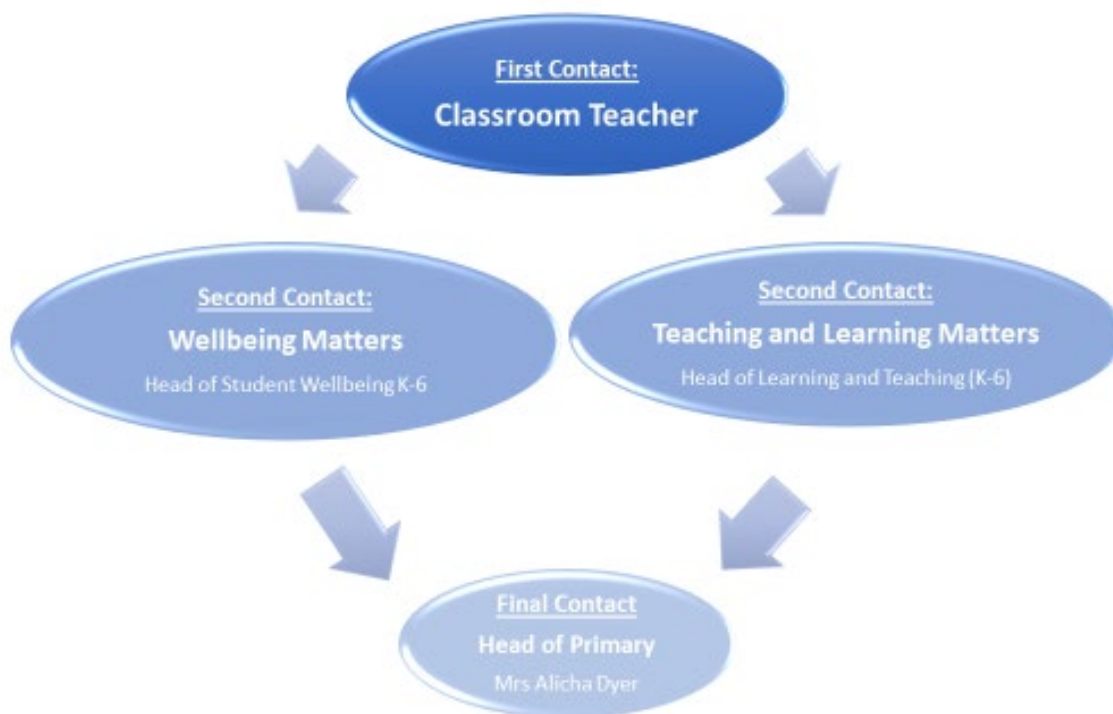 First Contact:
Classroom Teacher
Second Contact:
Wellbeing Matters
Head of Student Wellbeing K-6
Second Contact:
Teaching and Learning Matters
Head of Learning and Teaching (K-6)
Final Contact
Head of Primary
Mrs Alicha Dyer